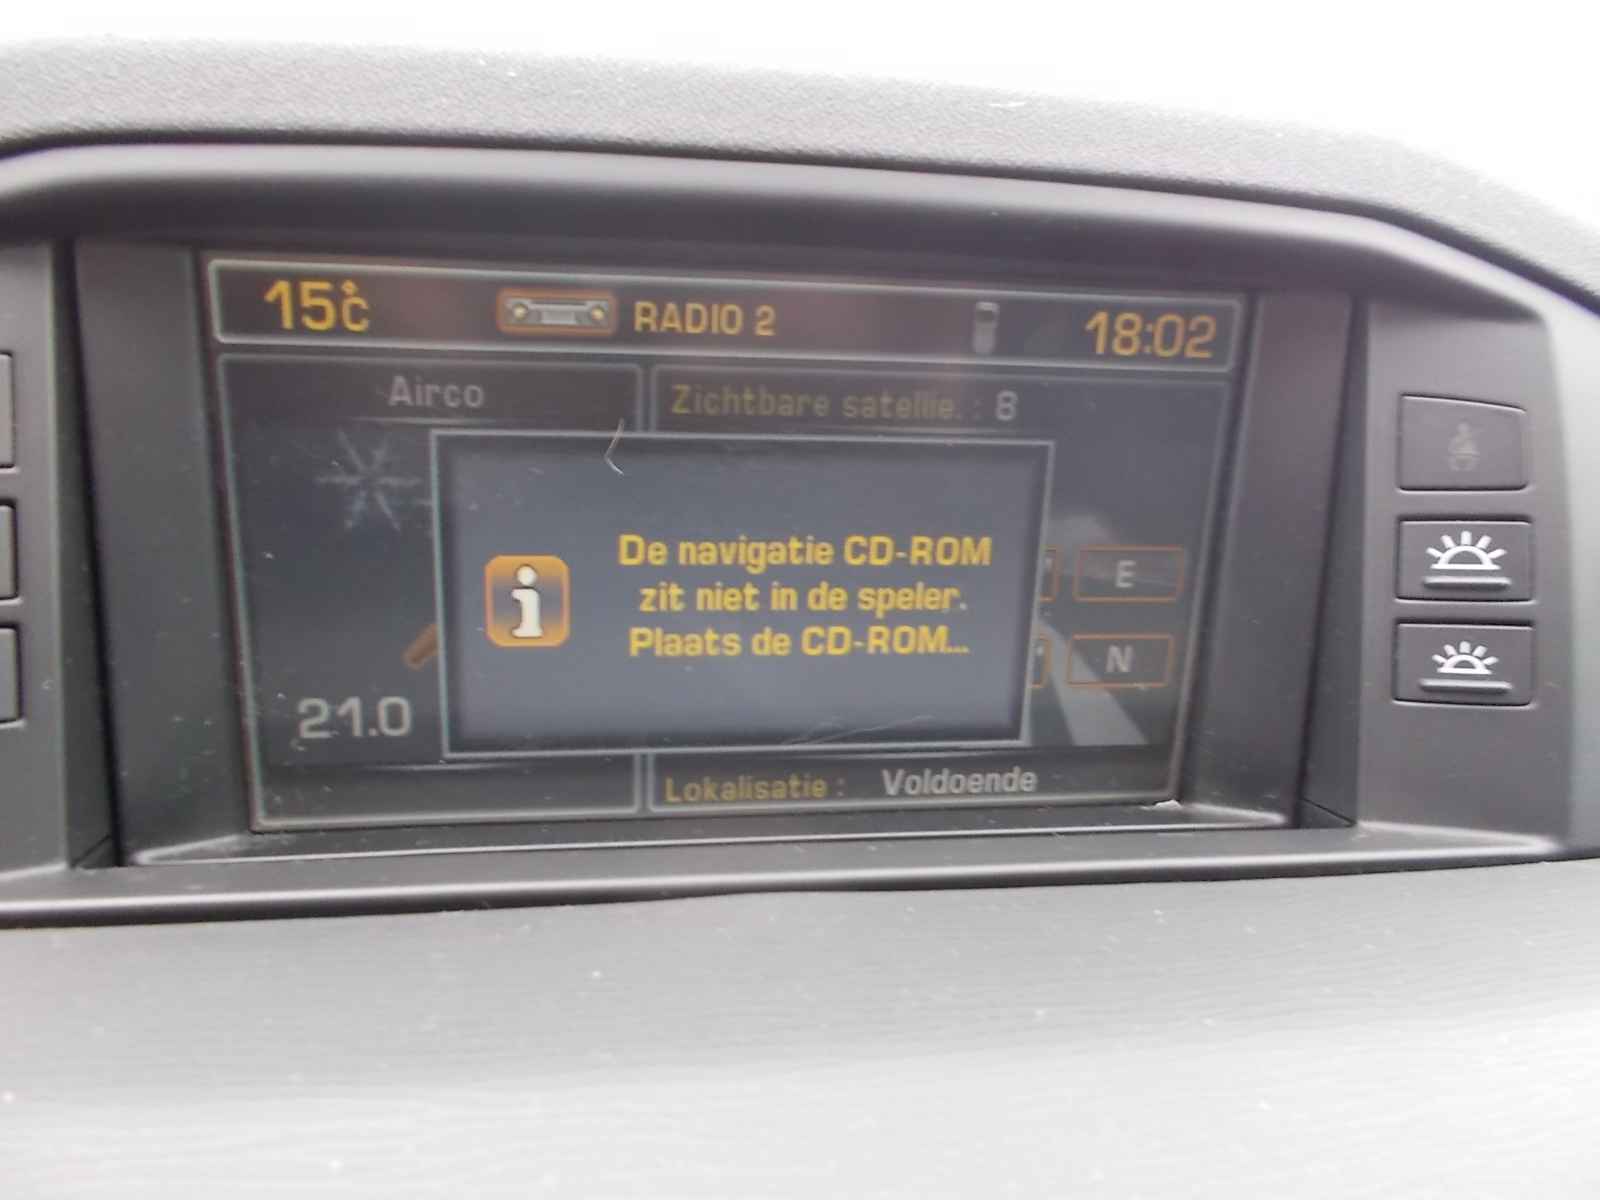 15°C RADIO 2 18:02
Airco
Zichtbare satellie. : 8
De navigatie CD-ROM
zit niet in de speler.
Plaats de CD-ROM...
E
N
21.0
Lokalisatie : Voldoende